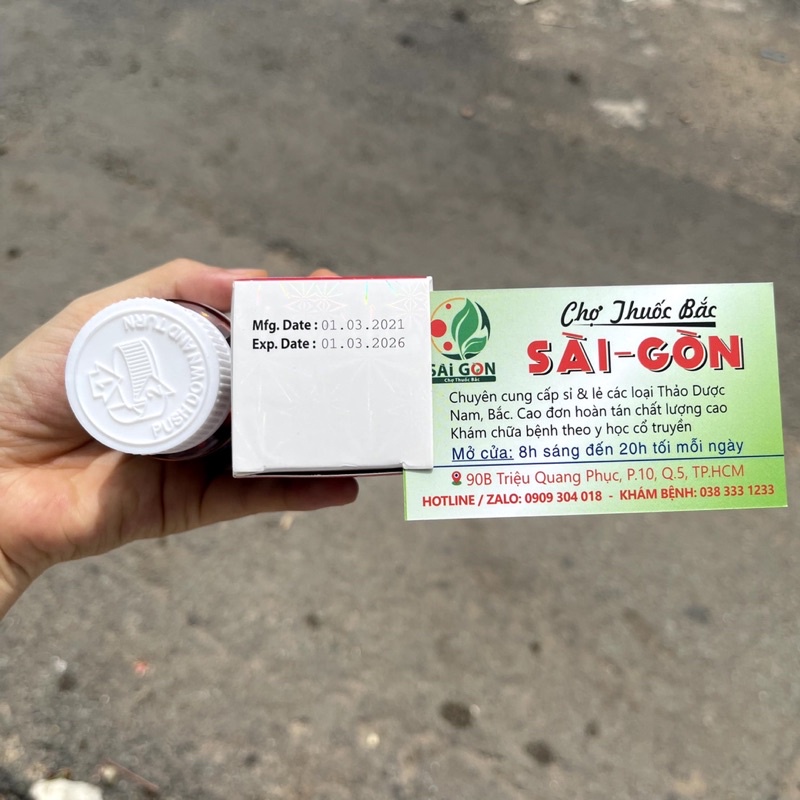 PUSH DOWN AND TURN
Mfg. Date : 01.03.2021
Exp. Date : 01.03.2026
SÀI GÒN
Chợ Thuốc Bắc
Chợ Thuốc Bắc
SÀI-GÒN
Chuyên cung cấp sỉ & lẻ các loại Thảo Dược
Nam, Bắc. Cao đơn hoàn tán chất lượng cao
Khám chữa bệnh theo y học cổ truyền
Mở cửa: 8h sáng đến 20h tối mỗi ngày
90B Triệu Quang Phục, P.10, Q.5, TP.HCM
HOTLINE / ZALO: 0909 304 018 - KHÁM BỆNH: 038 333 1233